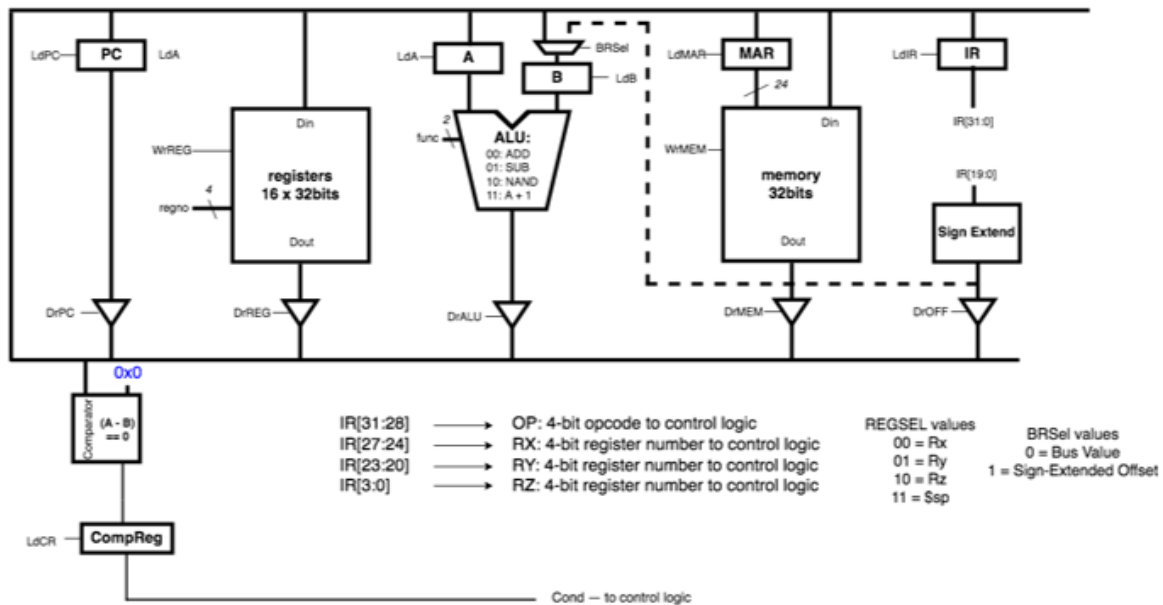 LdPC
PC
LdA
LdA
A
BRSel
B
LdB
LdMAR
MAR
24
LdIR
IR
IR[31:0]
WrREG
Din
registers
16 x 32bits
4
regno
Dout
2
func
ALU:
00: ADD
01: SUB
10: NAND
11: A + 1
WrMEM
Din
memory
32bits
Dout
IR[19:0]
Sign Extend
DrPC
DrREG
DrALU
DrMEM
DrOFF
0x0
Comparator
(A - B)
== 0
LdCR
CompReg
Cond — to control logic
IR[31:28] OP: 4-bit opcode to control logic
IR[27:24] RX: 4-bit register number to control logic
IR[23:20] RY: 4-bit register number to control logic
IR[3:0] RZ: 4-bit register number to control logic
REGSEL values
00 = Rx
01 = Ry
10 = Rz
11 = $sp
BRSel values
0 = Bus Value
1 = Sign-Extended Offset